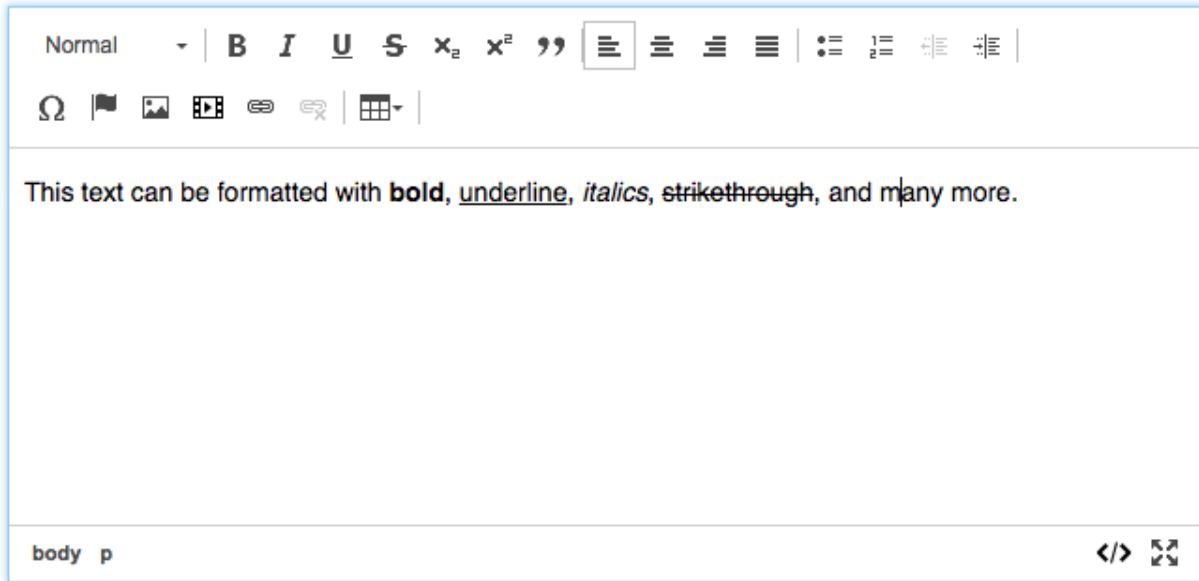 Normal
This text can be formatted with bold, underline, italics, strikethrough, and many more.
body p